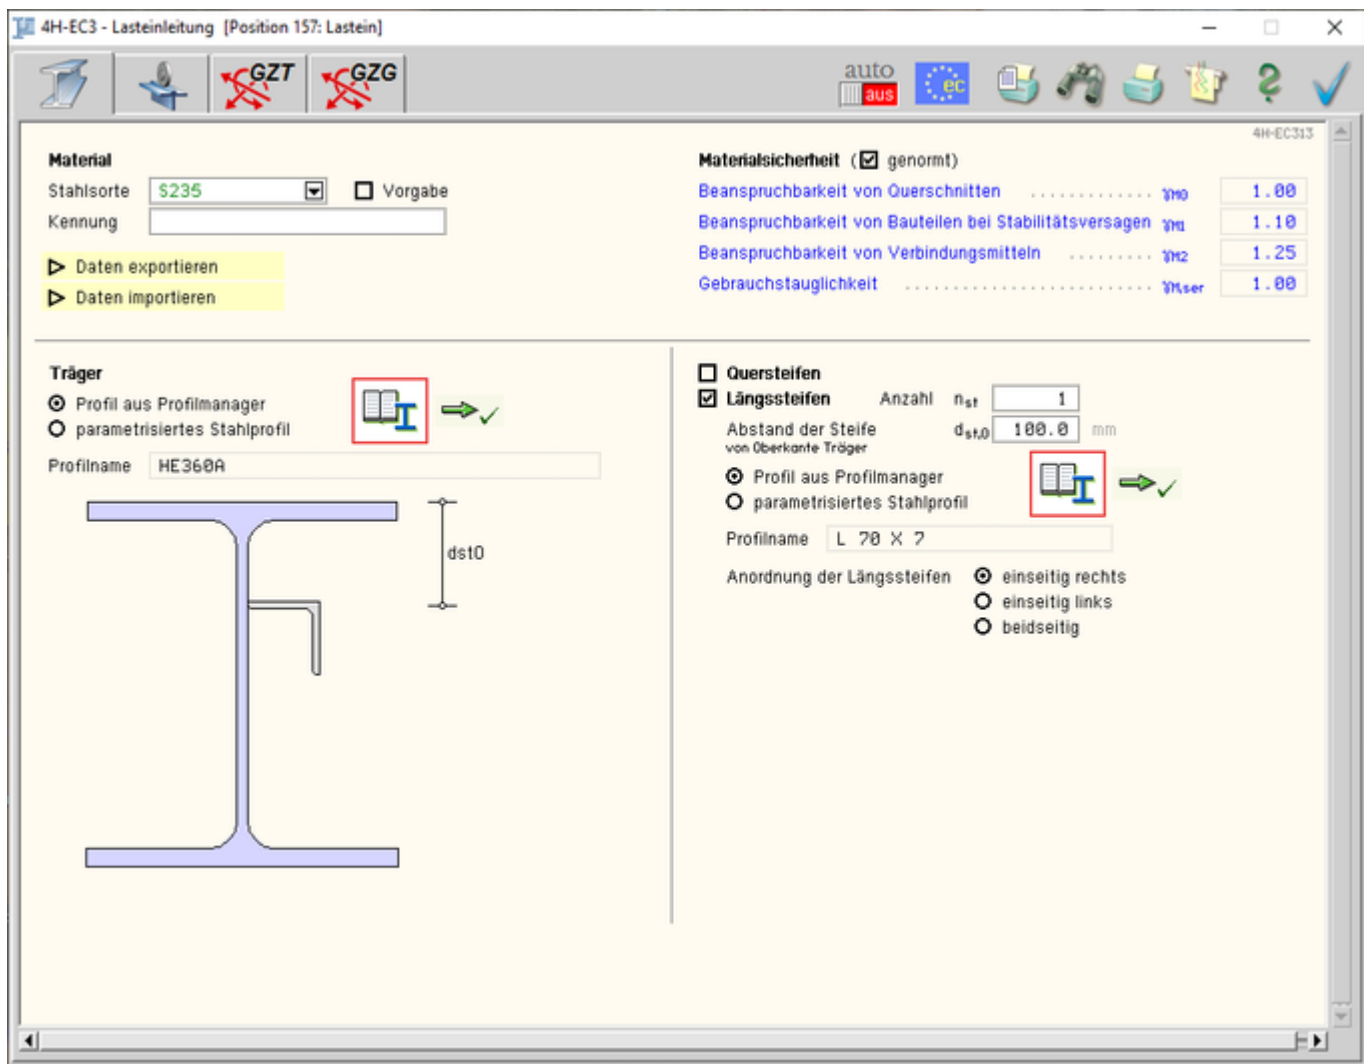 4H-EC3 - Lasteinleitung [Position 157: Lastein]
GZT
GZG
auto
aus
ec
4H-EC313
Material
Stahlsorte S235 Vorgabe
Kennung
Daten exportieren
Daten importieren
Materialsicherheit ( genormt)
Beanspruchbarkeit von Querschnitten ............. γM0 1.00
Beanspruchbarkeit von Bauteilen bei Stabilitätsversagen γM1 1.10
Beanspruchbarkeit von Verbindungsmitteln ......... γM2 1.25
Gebrauchstauglichkeit .......................... γM,ser 1.00
Träger
Profil aus Profilmanager
parametrisiertes Stahlprofil
Profilname HE360A
dst0
Quersteifen
Längssteifen Anzahl nst 1
Abstand der Steife dst,0 100.0 mm
von Oberkante Träger
Profil aus Profilmanager
parametrisiertes Stahlprofil
Profilname L 70 X 7
Anordnung der Längssteifen einseitig rechts
einseitig links
beidseitig